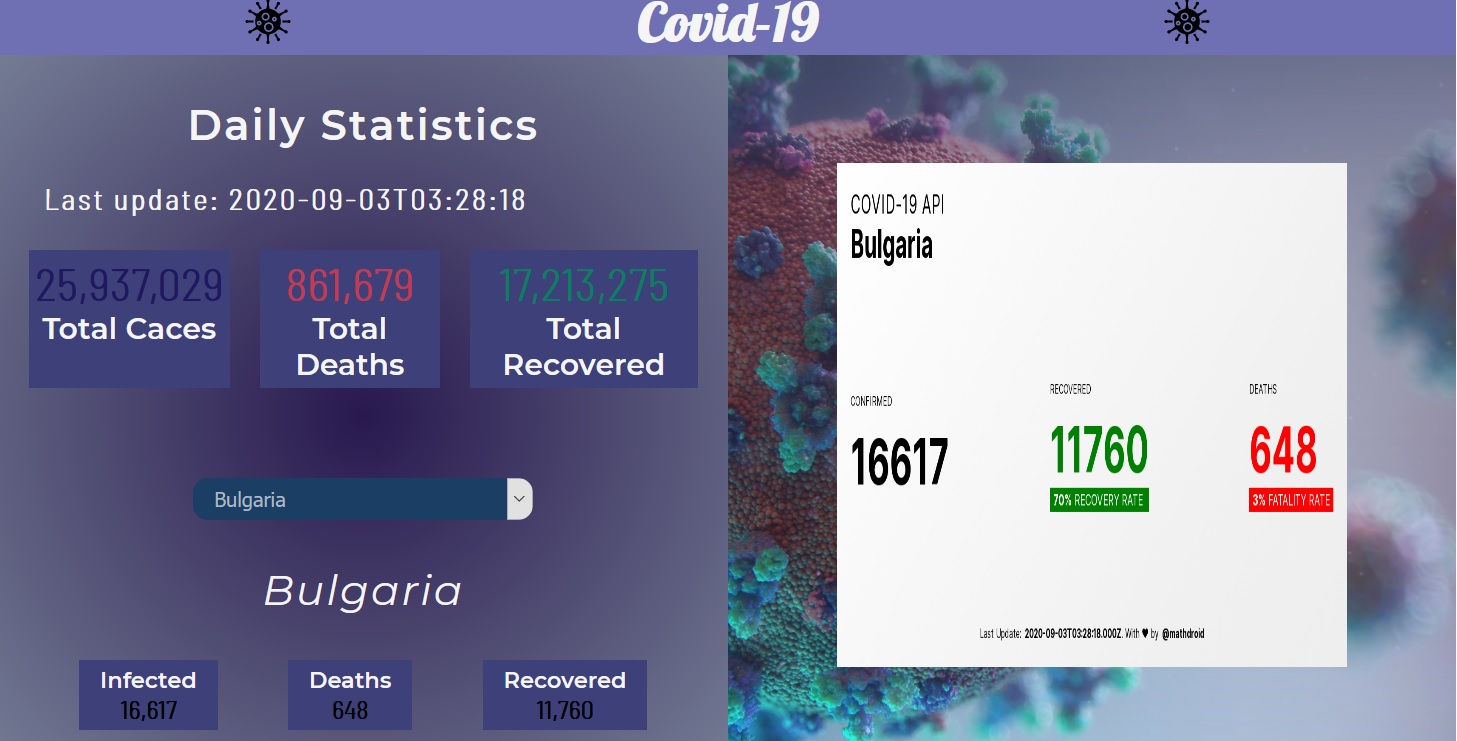 Covid-19
Daily Statistics
Last update: 2020-09-03T03:28:18
25,937,029
Total Caces
861,679
Total
Deaths
17,213,275
Total
Recovered
Bulgaria
Bulgaria
Infected
16,617
Deaths
648
Recovered
11,760
COVID-19 API
Bulgaria
CONFIRMED
16617
RECOVERED
11760
70% RECOVERY RATE
DEATHS
648
3% FATALITY RATE
Last Update: 2020-09-03T03:28:18.000Z. With ♥ by @mathdroid